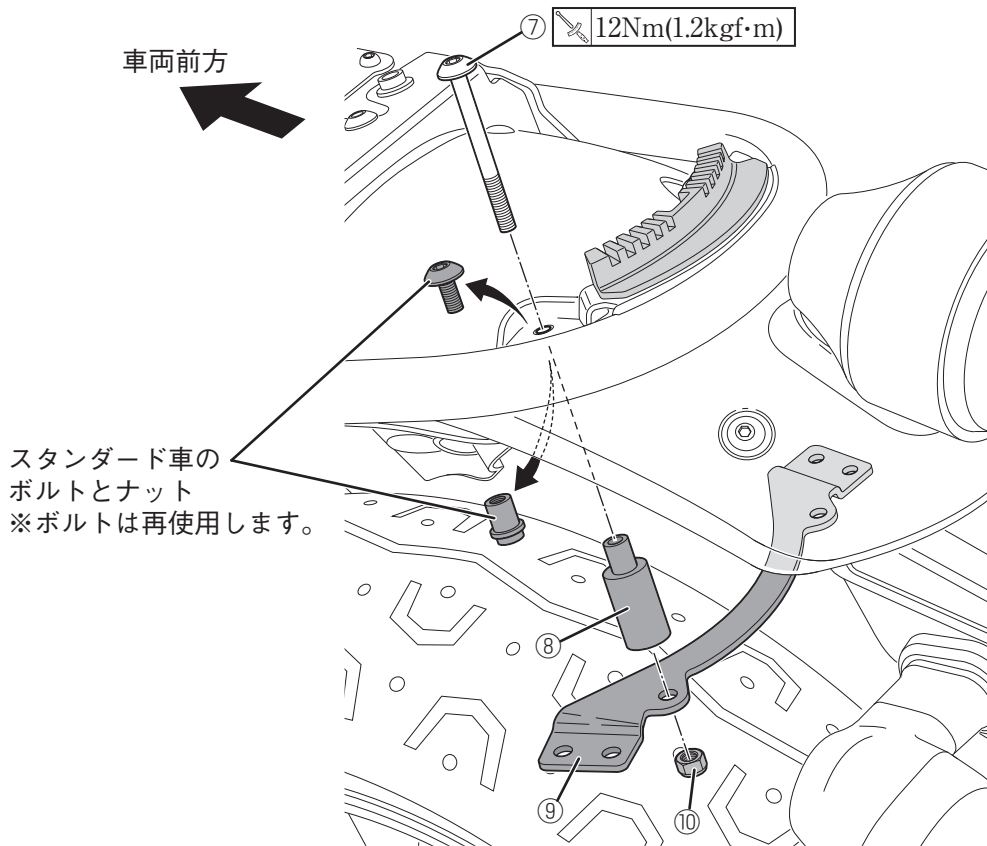 ⑦ 12Nm(1.2kgf･m)
車両前方
スタンダード車の
ボルトとナット
※ボルトは再使用します。
⑧
⑨
⑩